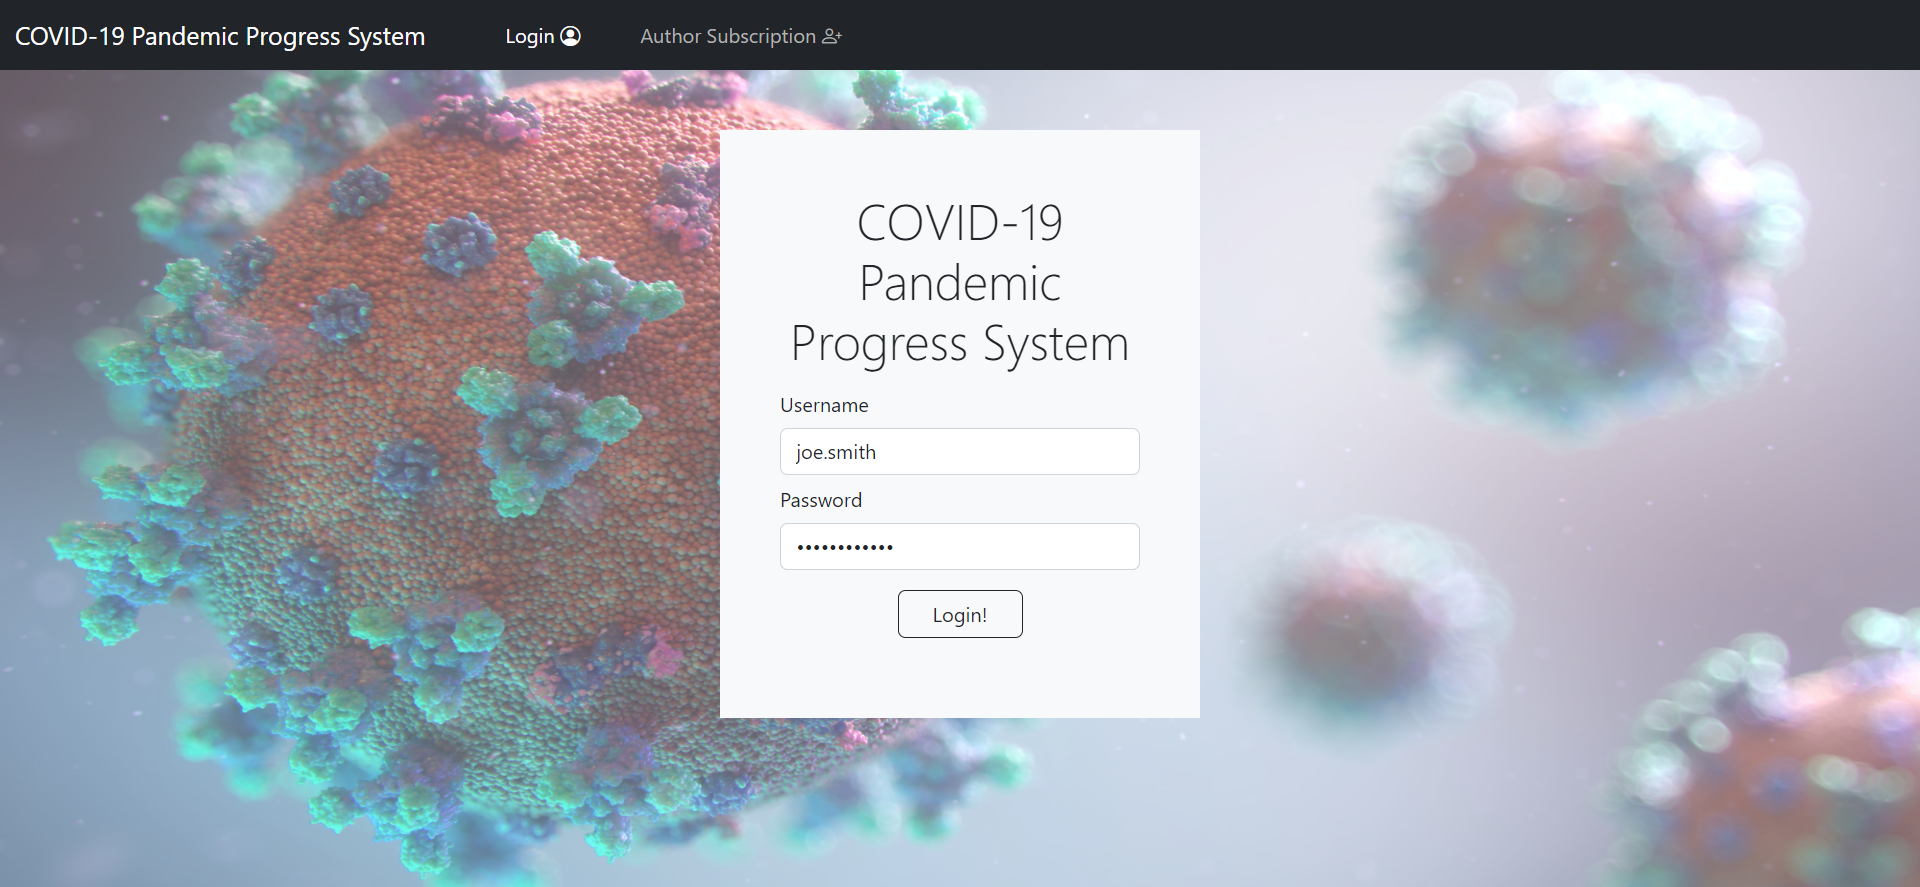 COVID-19 Pandemic Progress System Login Author Subscription
COVID-19
Pandemic
Progress System
Username
joe.smith
Password
••••••••••••
Login!